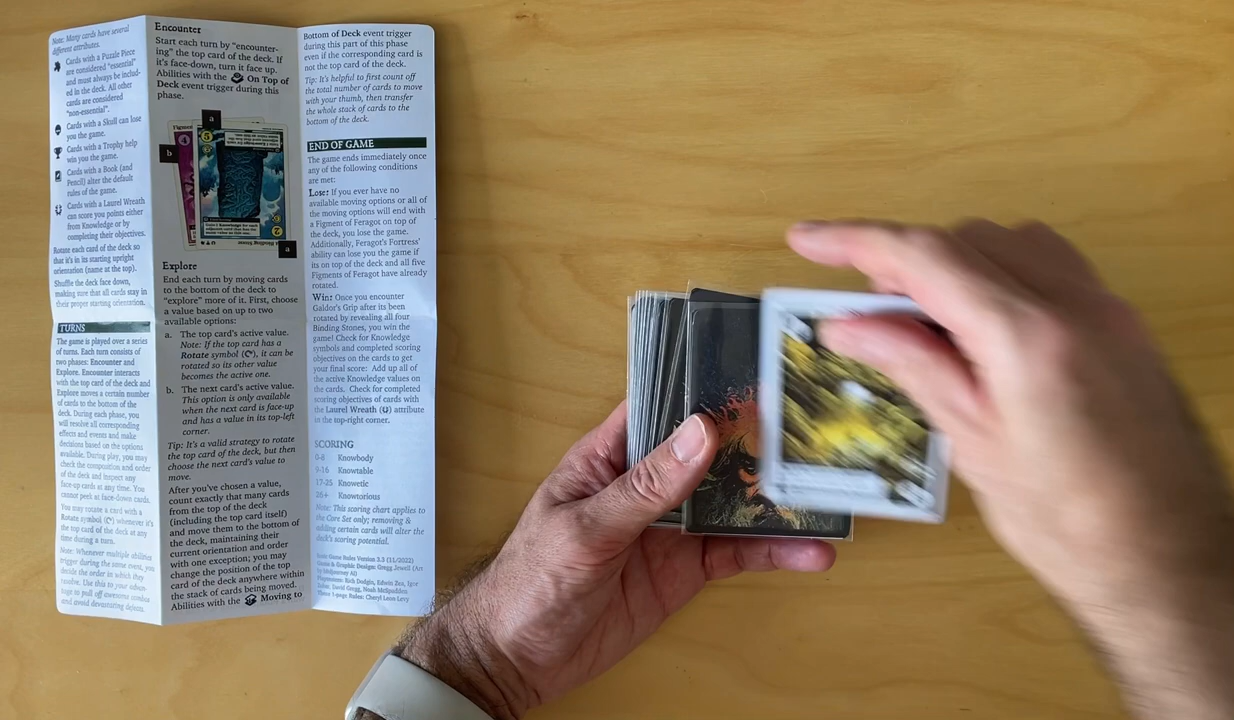 Note: Many cards have several
different attributes.
Cards with a Puzzle Piece
are considered "essential"
and must always be includ-
ed in the deck. All other
cards are considered
"non-essential".
Cards with a Skull can lose
you the game.
Cards with a Trophy help
win you the game.
Cards with a Book (and
Pencil) alter the default
rules of the game.
Cards with a Laurel Wreath
can score you points either
from Knowledge or by
completing their objectives.
Rotate each card of the deck so
that it's in its starting upright
orientation (name at the top).
Shuffle the deck face down,
making sure that all cards stay in
their proper starting orientation.
TURNS
The game is played over a series
of turns. Each turn consists of
two phases: Encounter and
Explore. Encounter interacts
with the top card of the deck and
Explore moves a certain number
of cards to the bottom of the
deck. During each phase, you
will resolve all corresponding
effects and events and make
decisions based on the options
available. During play, you may
check the composition and order
of the deck and inspect any
face-up cards at any time. You
cannot peek at face-down cards.
You may rotate a card with a
Rotate symbol () whenever it's
the top card of the deck at any
time during a turn.
Note: Whenever multiple abilities
trigger during the same event, you
decide the order in which they
resolve. Use this to your advan-
tage to pull off awesome combos
and avoid devastating defeats.
Encounter
Start each turn by "encounter-
ing" the top card of the deck. If
it's face-down, turn it face up.
Abilities with the On Top of
Deck event trigger during this
phase.
a
b
a
Explore
End each turn by moving cards
to the bottom of the deck to
"explore" more of it. First, choose
a value based on up to two
available options:
a. The top card's active value.
Note: If the top card has a
Rotate symbol (), it can be
rotated so its other value
becomes the active one.
b. The next card's active value.
This option is only available
when the next card is face-up
and has a value in its top-left
corner.
Tip: It's a valid strategy to rotate
the top card of the deck, but then
choose the next card's value to
move.
After you've chosen a value,
count exactly that many cards
from the top of the deck
(including the top card itself)
and move them to the bottom of
the deck, maintaining their
current orientation and order
with one exception; you may
change the position of the top
card of the deck anywhere within
the stack of cards being moved.
Abilities with the Moving to
Bottom of Deck event trigger
during this part of this phase
even if the corresponding card is
not the top card of the deck.
Tip: It's helpful to first count off
the total number of cards to move
with your thumb, then transfer
the whole stack of cards to the
bottom of the deck.
END OF GAME
The game ends immediately once
any of the following conditions
are met:
Lose: If you ever have no
available moving options or all of
the moving options will end with
a Figment of Feragot on top of
the deck, you lose the game.
Additionally, Feragot's Fortress'
ability can lose you the game if
its on top of the deck and all five
Figments of Feragot have already
rotated.
Win: Once you encounter
Galdor's Grip after its been
rotated by revealing all four
Binding Stones, you win the
game! Check for Knowledge
symbols and completed scoring
objectives on the cards to get
your final score: Add up all of
the active Knowledge values on
the cards. Check for completed
scoring objectives of cards with
the Laurel Wreath () attribute
in the top-right corner.
SCORING
0-8 Knowbody
9-16 Knowtable
17-25 Knowetic
26+ Knowtorious
Note: This scoring chart applies to
the Core Set only; removing &
adding certain cards will alter the
deck's scoring potential.
Game Rules Version 3.3 (11/2022)